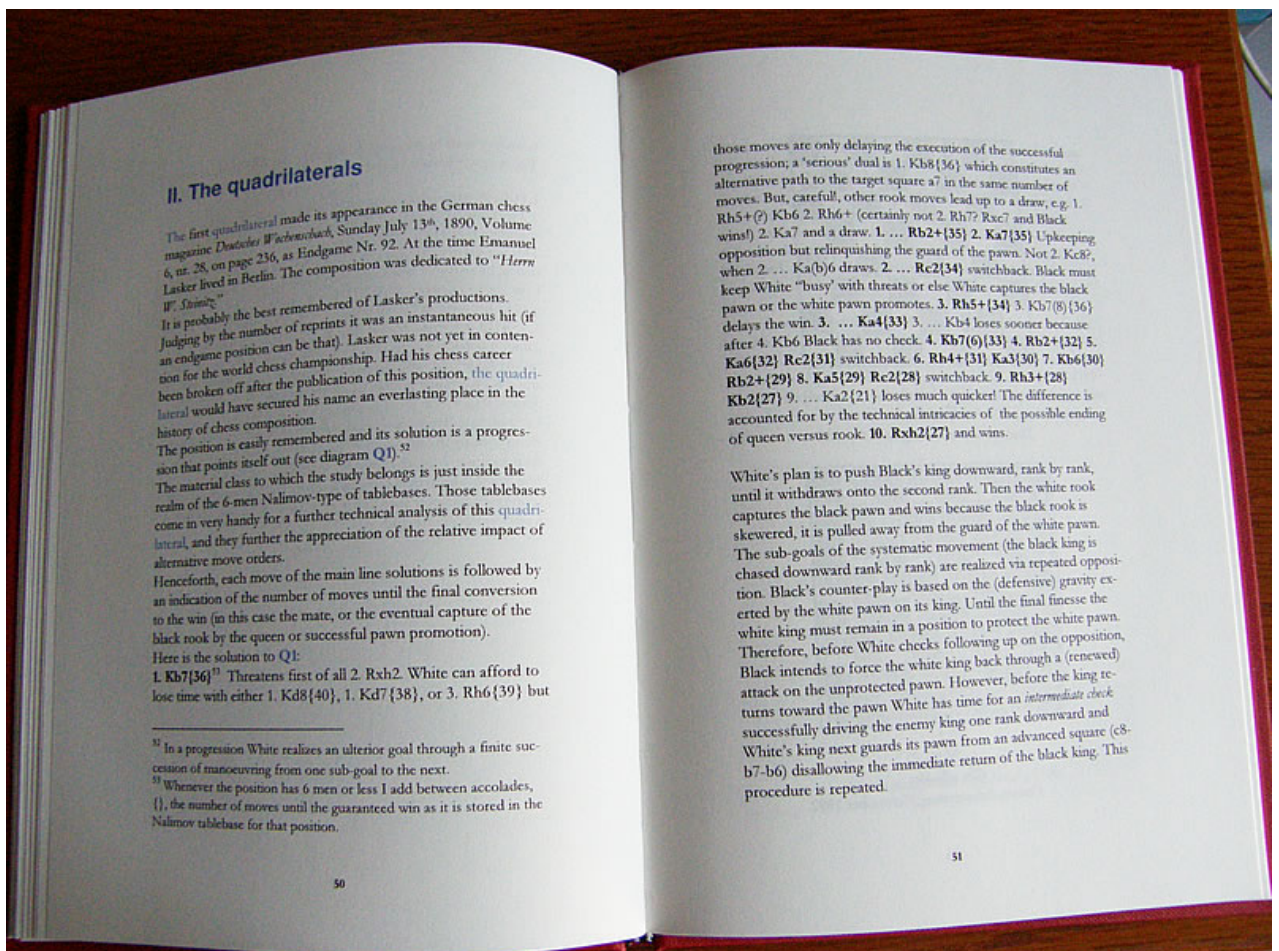 II. The quadrilaterals
The first quadrilateral made its appearance in the German chess
magazine Deutsches Wochenschach, Sunday July 13th, 1890, Volume
6, nr. 28, on page 236, as Endgame Nr. 92. At the time Emanuel
Lasker lived in Berlin. The composition was dedicated to "Herrn
W. Steinitz."
It is probably the best remembered of Lasker's productions.
Judging by the number of reprints it was an instantaneous hit (if
an endgame position can be that). Lasker was not yet in conten-
tion for the world chess championship. Had his chess career
been broken off after the publication of this position, the quadri-
lateral would have secured his name an everlasting place in the
history of chess composition.
The position is easily remembered and its solution is a progres-
sion that points itself out (see diagram Q1).52
The material class to which the study belongs is just inside the
realm of the 6-men Nalimov-type of tablebases. Those tablebases
come in very handy for a further technical analysis of this quadri-
lateral, and they further the appreciation of the relative impact of
alternative move orders.
Henceforth, each move of the main line solutions is followed by
an indication of the number of moves until the final conversion
to the win (in this case the mate, or the eventual capture of the
black rook by the queen or successful pawn promotion).
Here is the solution to Q1:
1. Kb7{36}53 Threatens first of all 2. Rxh2. White can afford to
lose time with either 1. Kd8{40}, 1. Kd7{38}, or 3. Rh6{39} but
52 In a progression White realizes an ulterior goal through a finite suc-
cession of manoeuvring from one sub-goal to the next.
53 Whenever the position has 6 men or less I add between accolades,
{}, the number of moves until the guaranteed win as it is stored in the
Nalimov tablebase for that position.
50
those moves are only delaying the execution of the successful
progression; a 'serious' dual is 1. Kb8{36} which constitutes an
alternative path to the target square a7 in the same number of
moves. But, careful!, other rook moves lead up to a draw, e.g. 1.
Rh5+(?) Kb6 2. Rh6+ (certainly not 2. Rh7? Rxc7 and Black
wins!) 2. Ka7 and a draw. 1. ... Rb2+{35} 2. Ka7{35} Upkeeping
opposition but relinquishing the guard of the pawn. Not 2. Kc8?,
when 2. ... Ka(b)6 draws. 2. ... Rc2{34} switchback. Black must
keep White "busy' with threats or else White captures the black
pawn or the white pawn promotes. 3. Rh5+{34} 3. Kb7(8){36}
delays the win. 3. ... Ka4{33} 3. ... Kb4 loses sooner because
after 4. Kb6 Black has no check. 4. Kb7(6){33} 4. Rb2+{32} 5.
Ka6{32} Rc2{31} switchback. 6. Rh4+{31} Ka3{30} 7. Kb6{30}
Rb2+{29} 8. Ka5{29} Rc2{28} switchback. 9. Rh3+{28}
Kb2{27} 9. ... Ka2{21} loses much quicker! The difference is
accounted for by the technical intricacies of the possible ending
of queen versus rook. 10. Rxh2{27} and wins.
White's plan is to push Black's king downward, rank by rank,
until it withdraws onto the second rank. Then the white rook
captures the black pawn and wins because the black rook is
skewered, it is pulled away from the guard of the white pawn.
The sub-goals of the systematic movement (the black king is
chased downward rank by rank) are realized via repeated opposi-
tion. Black's counter-play is based on the (defensive) gravity ex-
erted by the white pawn on its king. Until the final finesse the
white king must remain in a position to protect the white pawn.
Therefore, before White checks following up on the opposition,
Black intends to force the white king back through a (renewed)
attack on the unprotected pawn. However, before the king re-
turns toward the pawn White has time for an intermediate check
successfully driving the enemy king one rank downward and
White's king next guards its pawn from an advanced square (c8-
b7-b6) disallowing the immediate return of the black king. This
procedure is repeated.
51